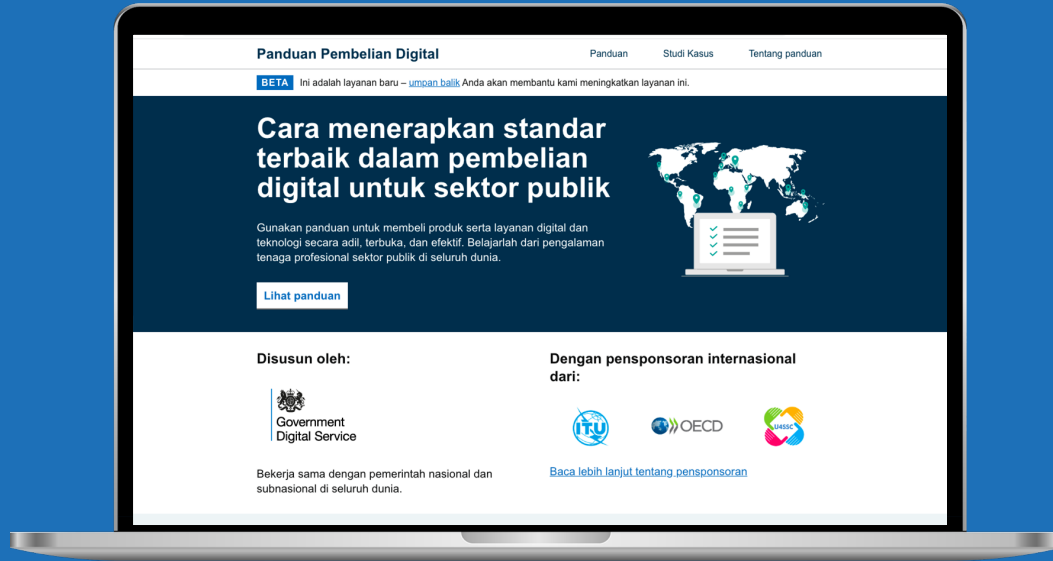 Panduan Pembelian Digital
Panduan
Studi Kasus
Tentang panduan
BETA Ini adalah layanan baru – umpan balik Anda akan membantu kami meningkatkan layanan ini.
Cara menerapkan standar
terbaik dalam pembelian
digital untuk sektor publik
Gunakan panduan untuk membeli produk serta layanan digital dan
teknologi secara adil, terbuka, dan efektif. Belajarlah dari pengalaman
tenaga profesional sektor publik di seluruh dunia.
Lihat panduan
Disusun oleh:
Government
Digital Service
Bekerja sama dengan pemerintah nasional dan
subnasional di seluruh dunia.
Dengan pensponsoran internasional
dari:
ITU
OECD
U4SSC
Baca lebih lanjut tentang pensponsoran